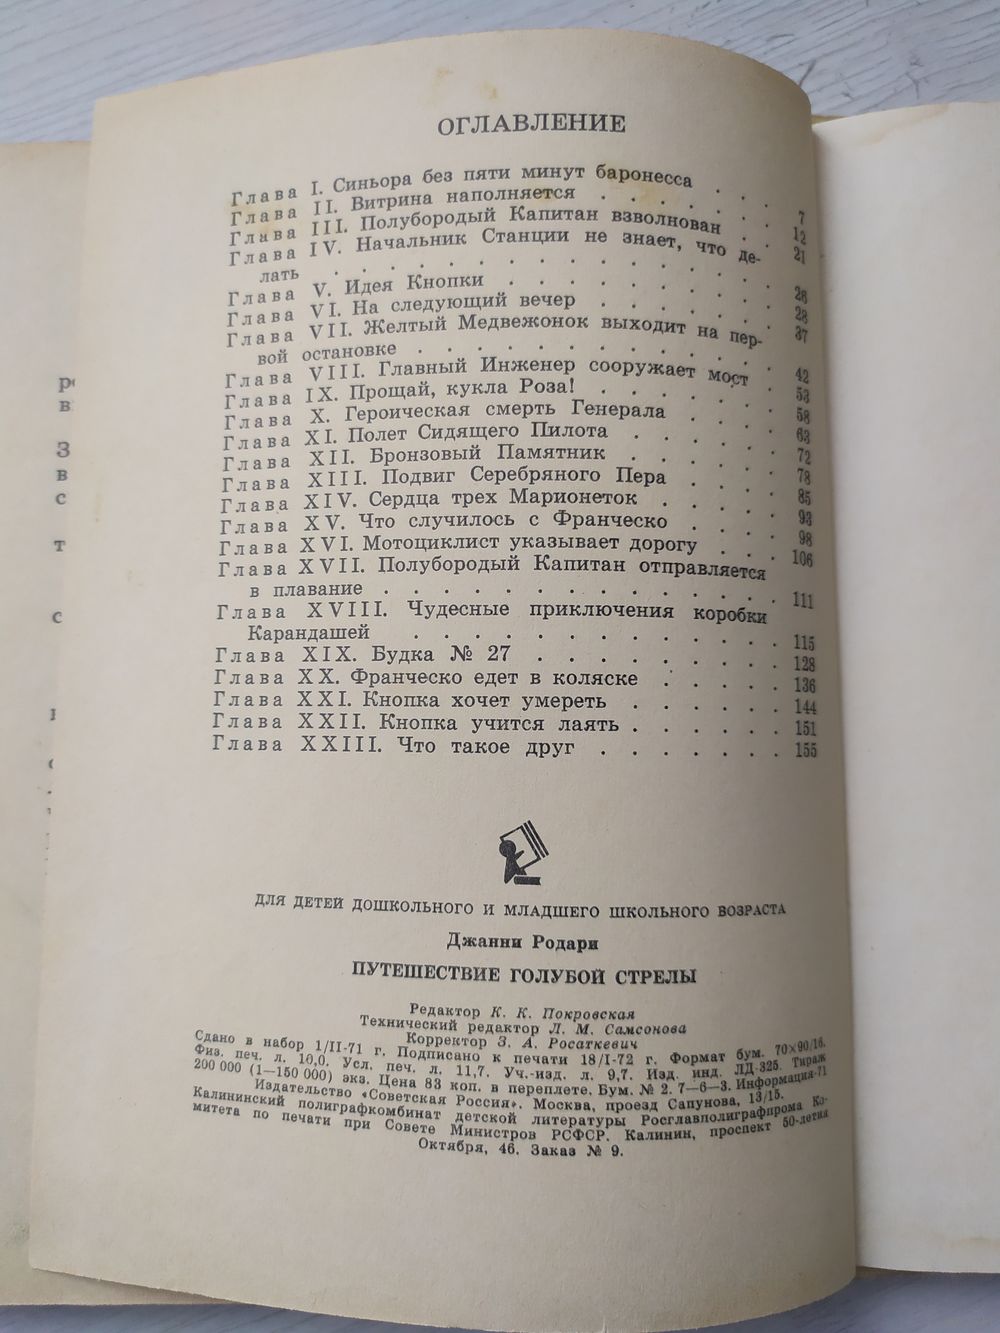 ОГЛАВЛЕНИЕ
Глава I. Синьора без пяти минут баронесса . . . 7
Глава II. Витрина наполняется . . . . . . 12
Глава III. Полубородый Капитан взволнован . . 21
Глава IV. Начальник Станции не знает, что де-
лать . . . . . . . . . . . . 26
Глава V. Идея Кнопки . . . . . . . . 28
Глава VI. На следующий вечер . . . . . . 37
Глава VII. Желтый Медвежонок выходит на пер-
вой остановке . . . . . . . . . . 42
Глава VIII. Главный Инженер сооружает мост . 53
Глава IX. Прощай, кукла Роза! . . . . . . 58
Глава X. Героическая смерть Генерала . . . . 63
Глава XI. Полет Сидящего Пилота . . . . . 72
Глава XII. Бронзовый Памятник . . . . . 78
Глава XIII. Подвиг Серебряного Пера . . . . 85
Глава XIV. Сердца трех Марионеток . . . . 93
Глава XV. Что случилось с Франческо . . . . 98
Глава XVI. Мотоциклист указывает дорогу . . . 106
Глава XVII. Полубородый Капитан отправляется
в плавание . . . . . . . . . . . 111
Глава XVIII. Чудесные приключения коробки
Карандашей . . . . . . . . . . 115
Глава XIX. Будка № 27 . . . . . . . . 128
Глава XX. Франческо едет в коляске . . . . 136
Глава XXI. Кнопка хочет умереть . . . . . 144
Глава XXII. Кнопка учится лаять . . . . . 151
Глава XXIII. Что такое друг . . . . . . 155
ДЛЯ ДЕТЕЙ ДОШКОЛЬНОГО И МЛАДШЕГО ШКОЛЬНОГО ВОЗРАСТА
Джанни Родари
ПУТЕШЕСТВИЕ ГОЛУБОЙ СТРЕЛЫ
Редактор К. К. Покровская
Технический редактор Л. М. Самсонова
Корректор З. А. Росаткевич
Сдано в набор 1/II-71 г. Подписано к печати 18/I-72 г. Формат бум. 70×90/16.
Физ. печ. л. 10,0. Усл. печ. л. 11,7. Уч.-изд. л. 9,7. Изд. инд. ЛД-325. Тираж
200 000 (1—150 000) экз. Цена 83 коп. в переплете. Бум. № 2. 7—6—3. Информация-71
Издательство «Советская Россия». Москва, проезд Сапунова, 13/15.
Калининский полиграфкомбинат детской литературы Росглавполиграфпрома Ко-
митета по печати при Совете Министров РСФСР. Калинин, проспект 50-летия
Октября, 46. Заказ № 9.